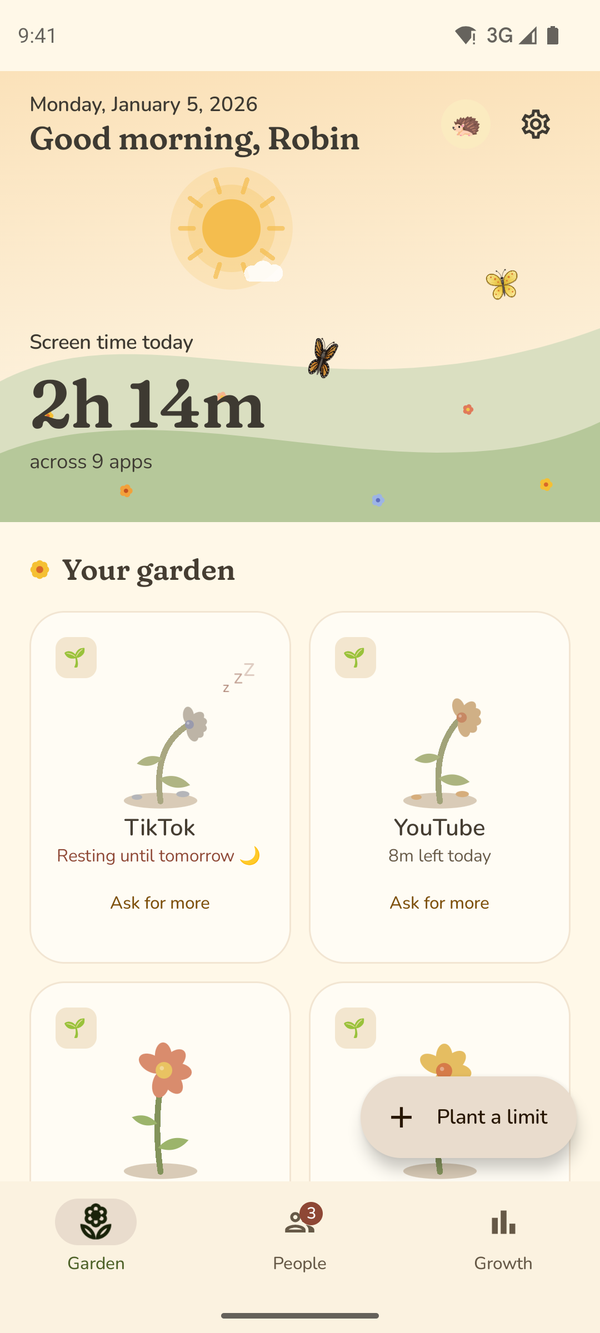 9:41
3G
Monday, January 5, 2026
Good morning, Robin
Screen time today
2h 14m
across 9 apps
Your garden
z z Z
TikTok
Resting until tomorrow 🌙
Ask for more
YouTube
8m left today
Ask for more
+ Plant a limit
3
Garden
People
Growth